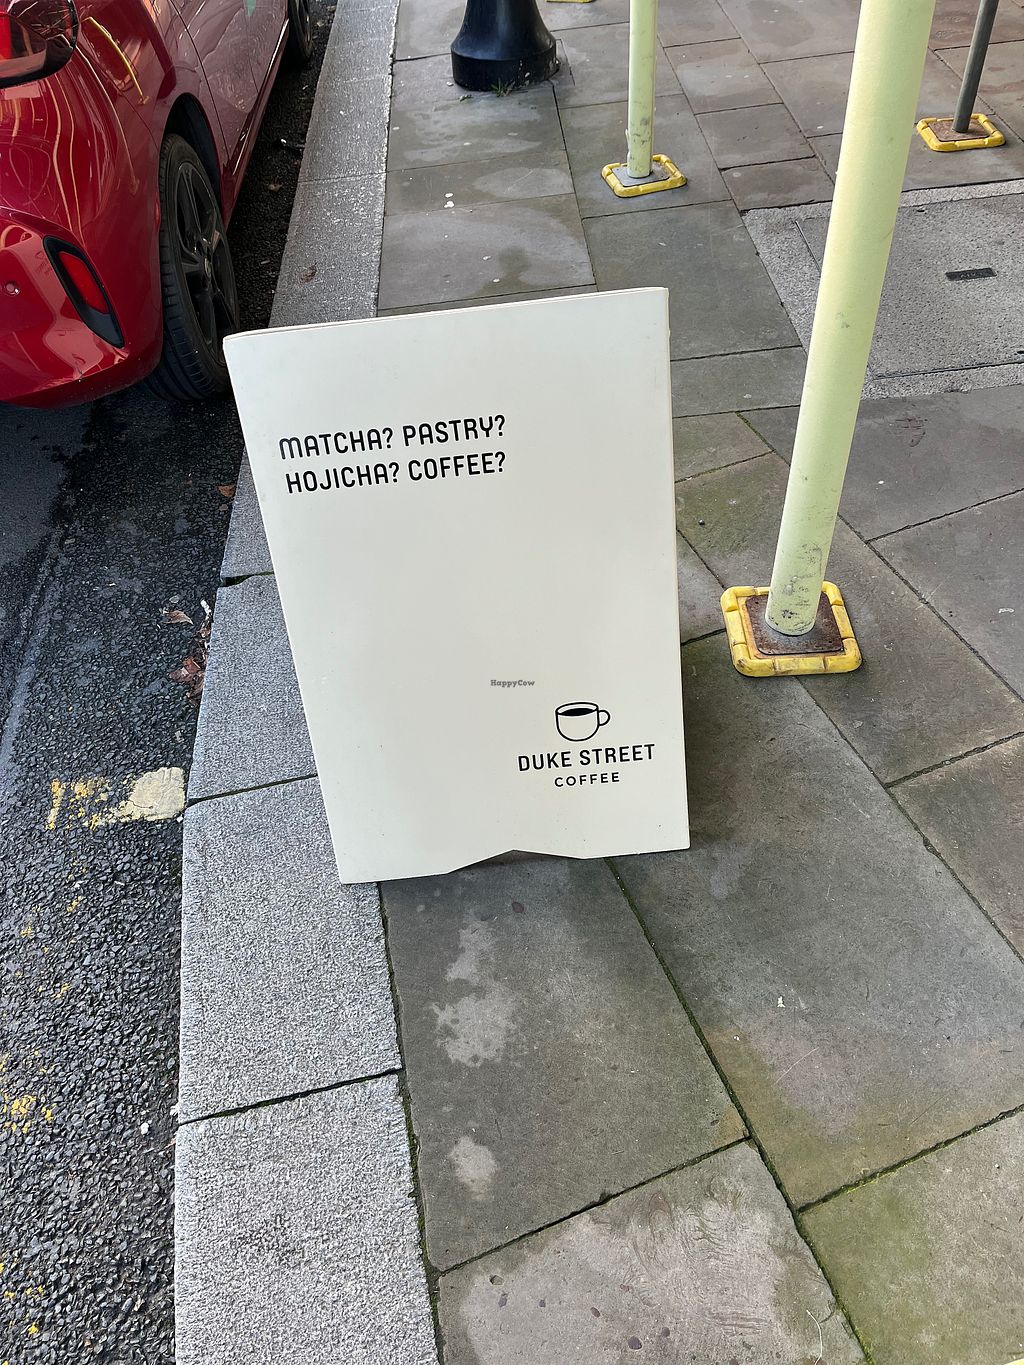 MATCHA? PASTRY?
HOJICHA? COFFEE?
HappyCow
DUKE STREET
COFFEE